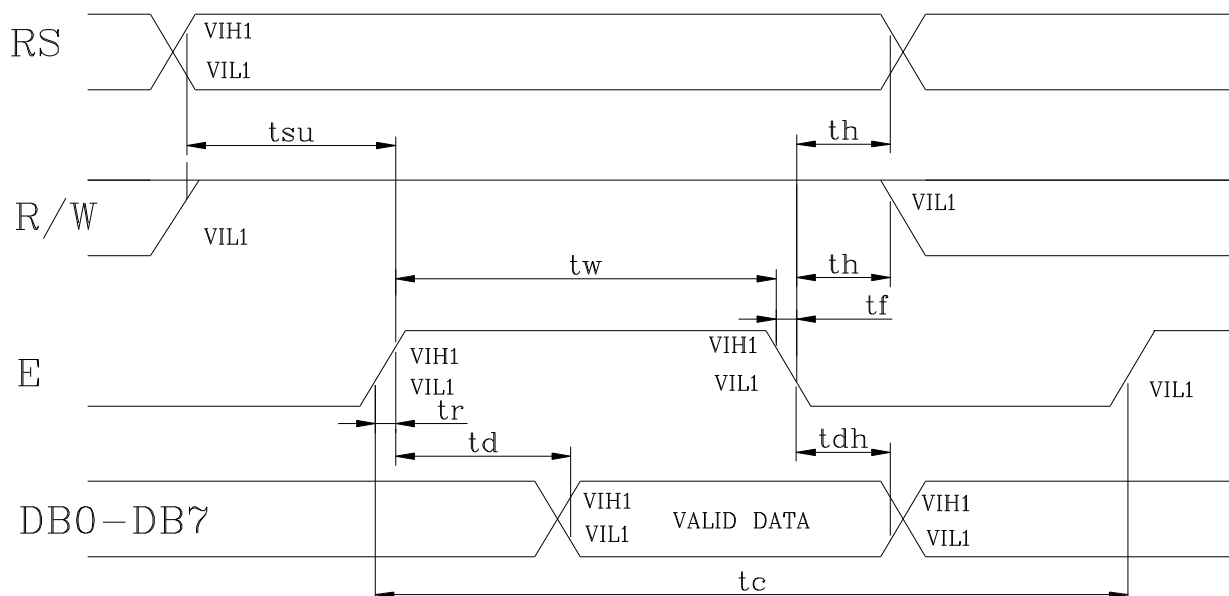 RS
VIH1
VIL1
tsu
th
R/W
VIL1
VIL1
tw
th
tf
E
VIH1
VIL1
VIH1
VIL1
VIL1
tr
td
tdh
DB0-DB7
VIH1
VIL1
VALID DATA
VIH1
VIL1
tc